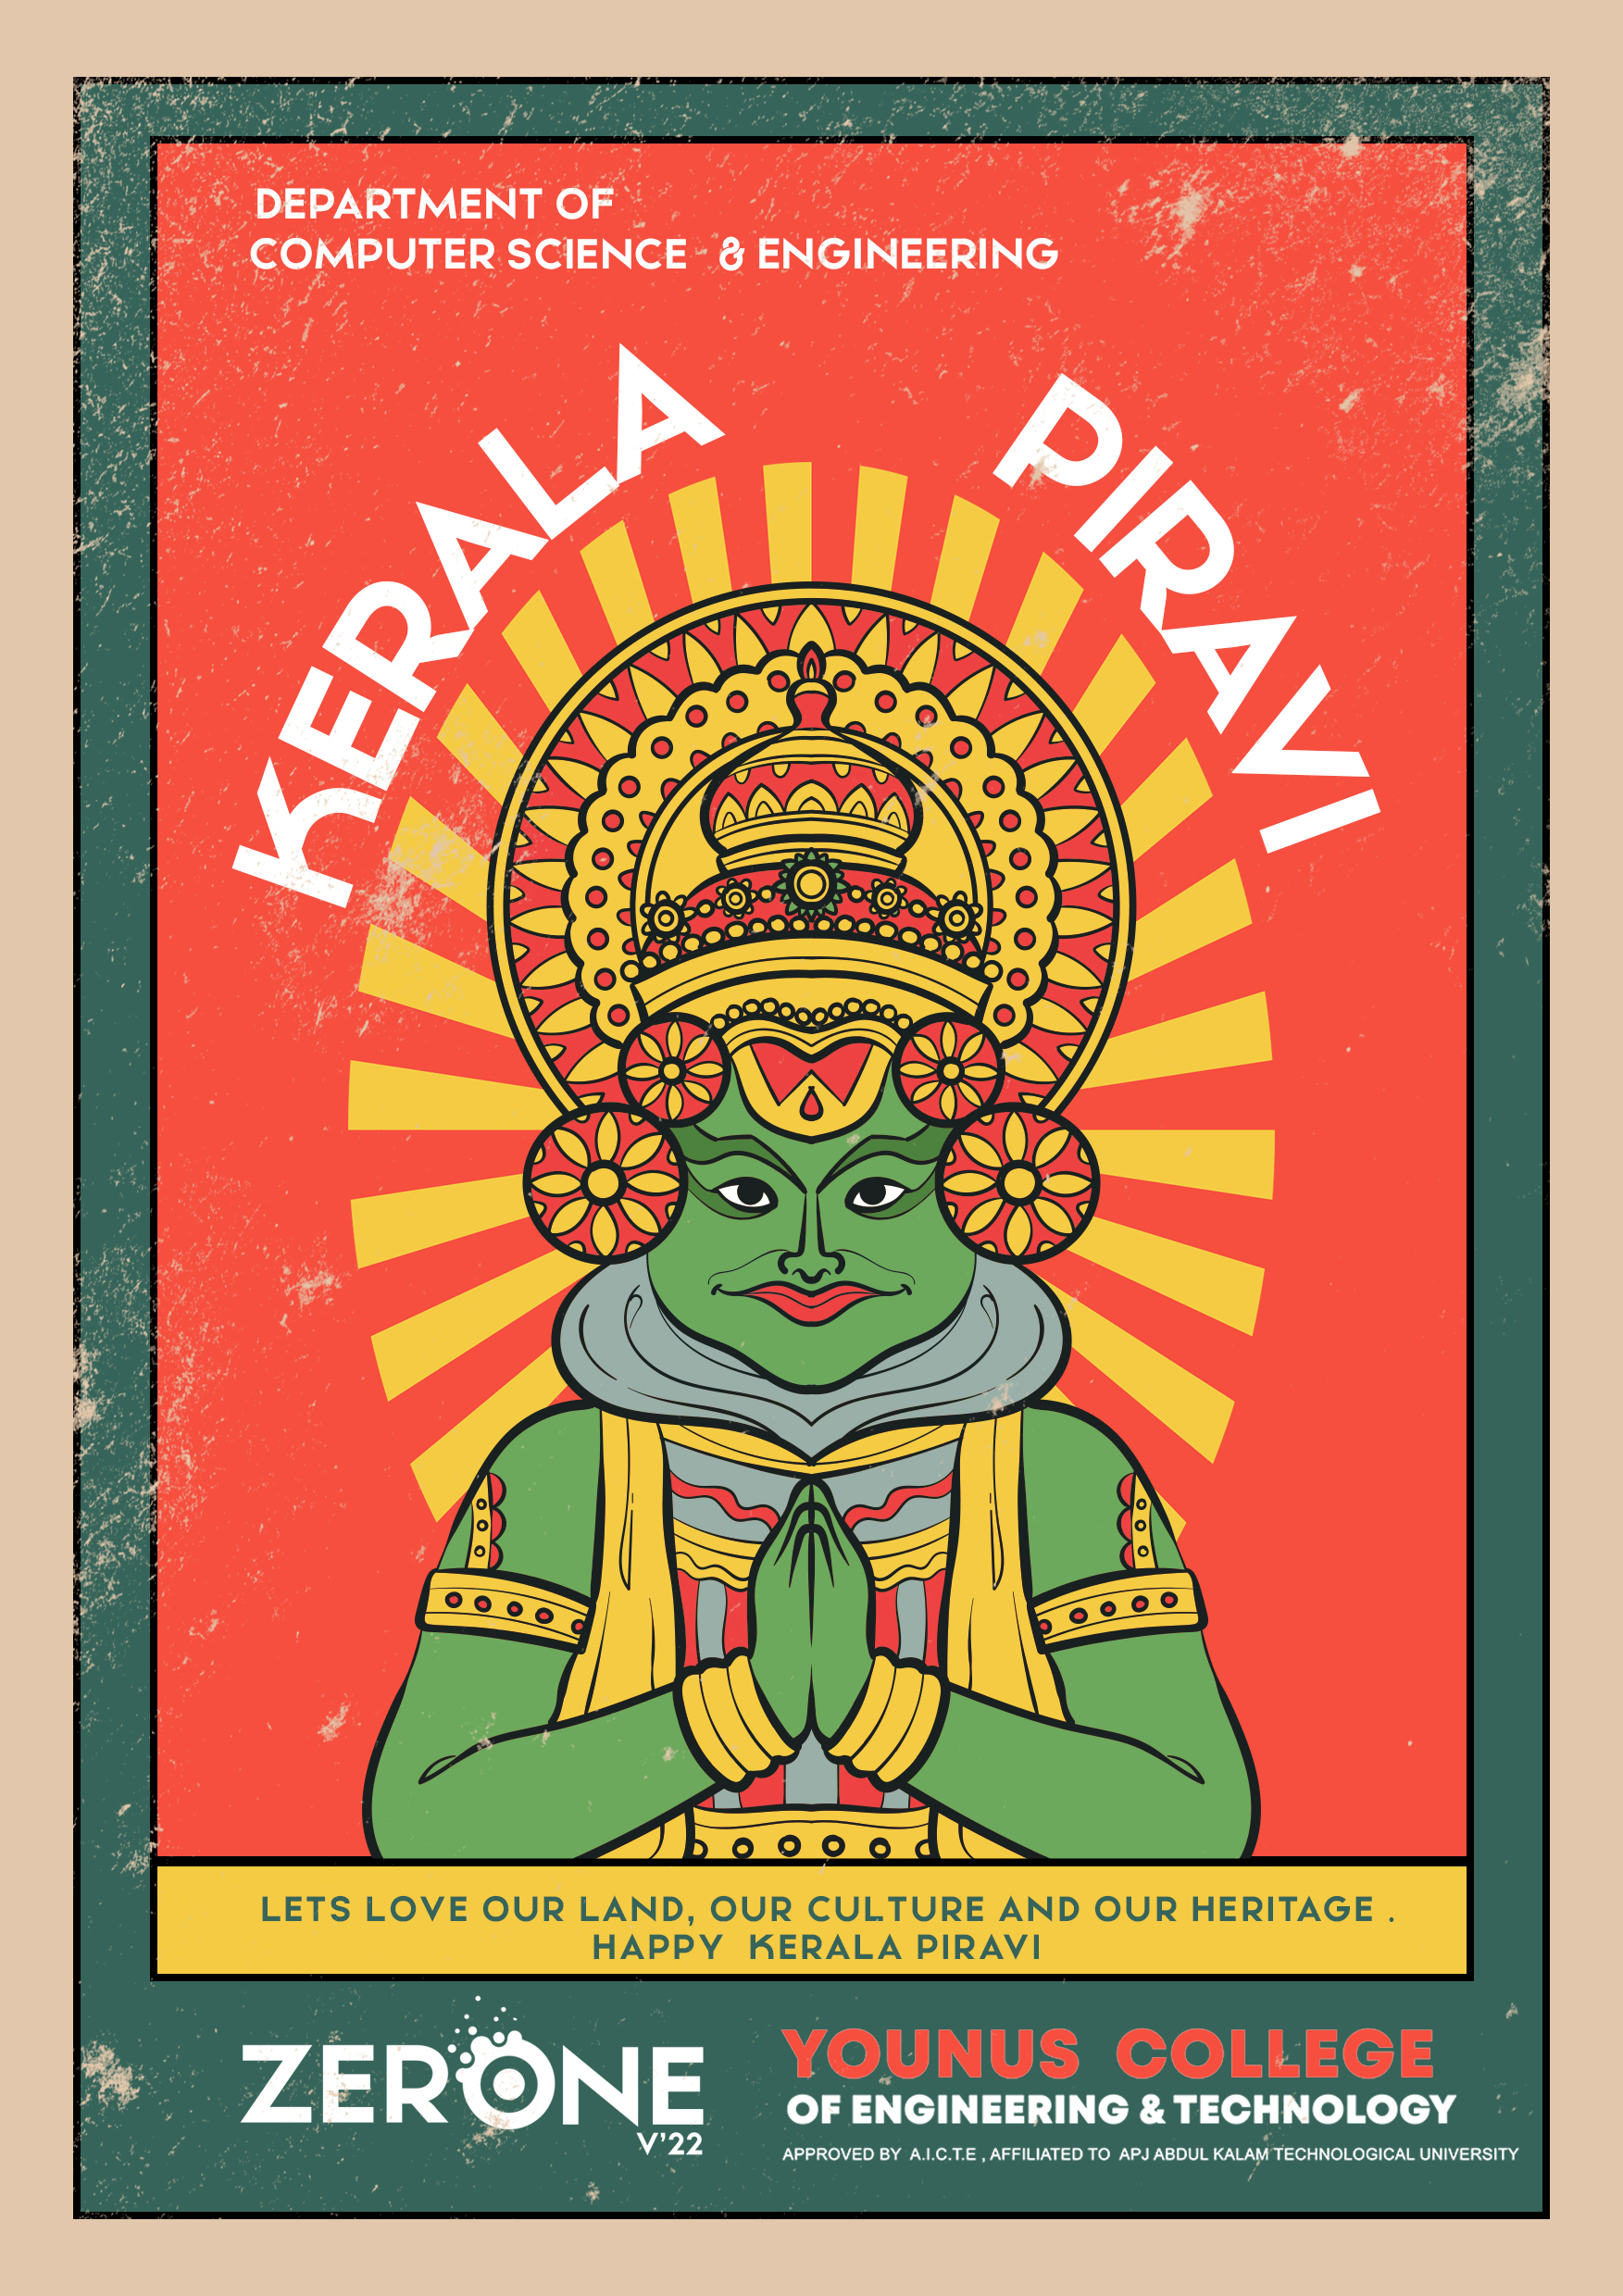 DEPARTMENT OF
COMPUTER SCIENCE & ENGINEERING
KERALA PIRAVI
LETS LOVE OUR LAND, OUR CULTURE AND OUR HERITAGE .
HAPPY KERALA PIRAVI
ZERONE
V'22
YOUNUS COLLEGE
OF ENGINEERING & TECHNOLOGY
APPROVED BY A.I.C.T.E , AFFILIATED TO APJ ABDUL KALAM TECHNOLOGICAL UNIVERSITY